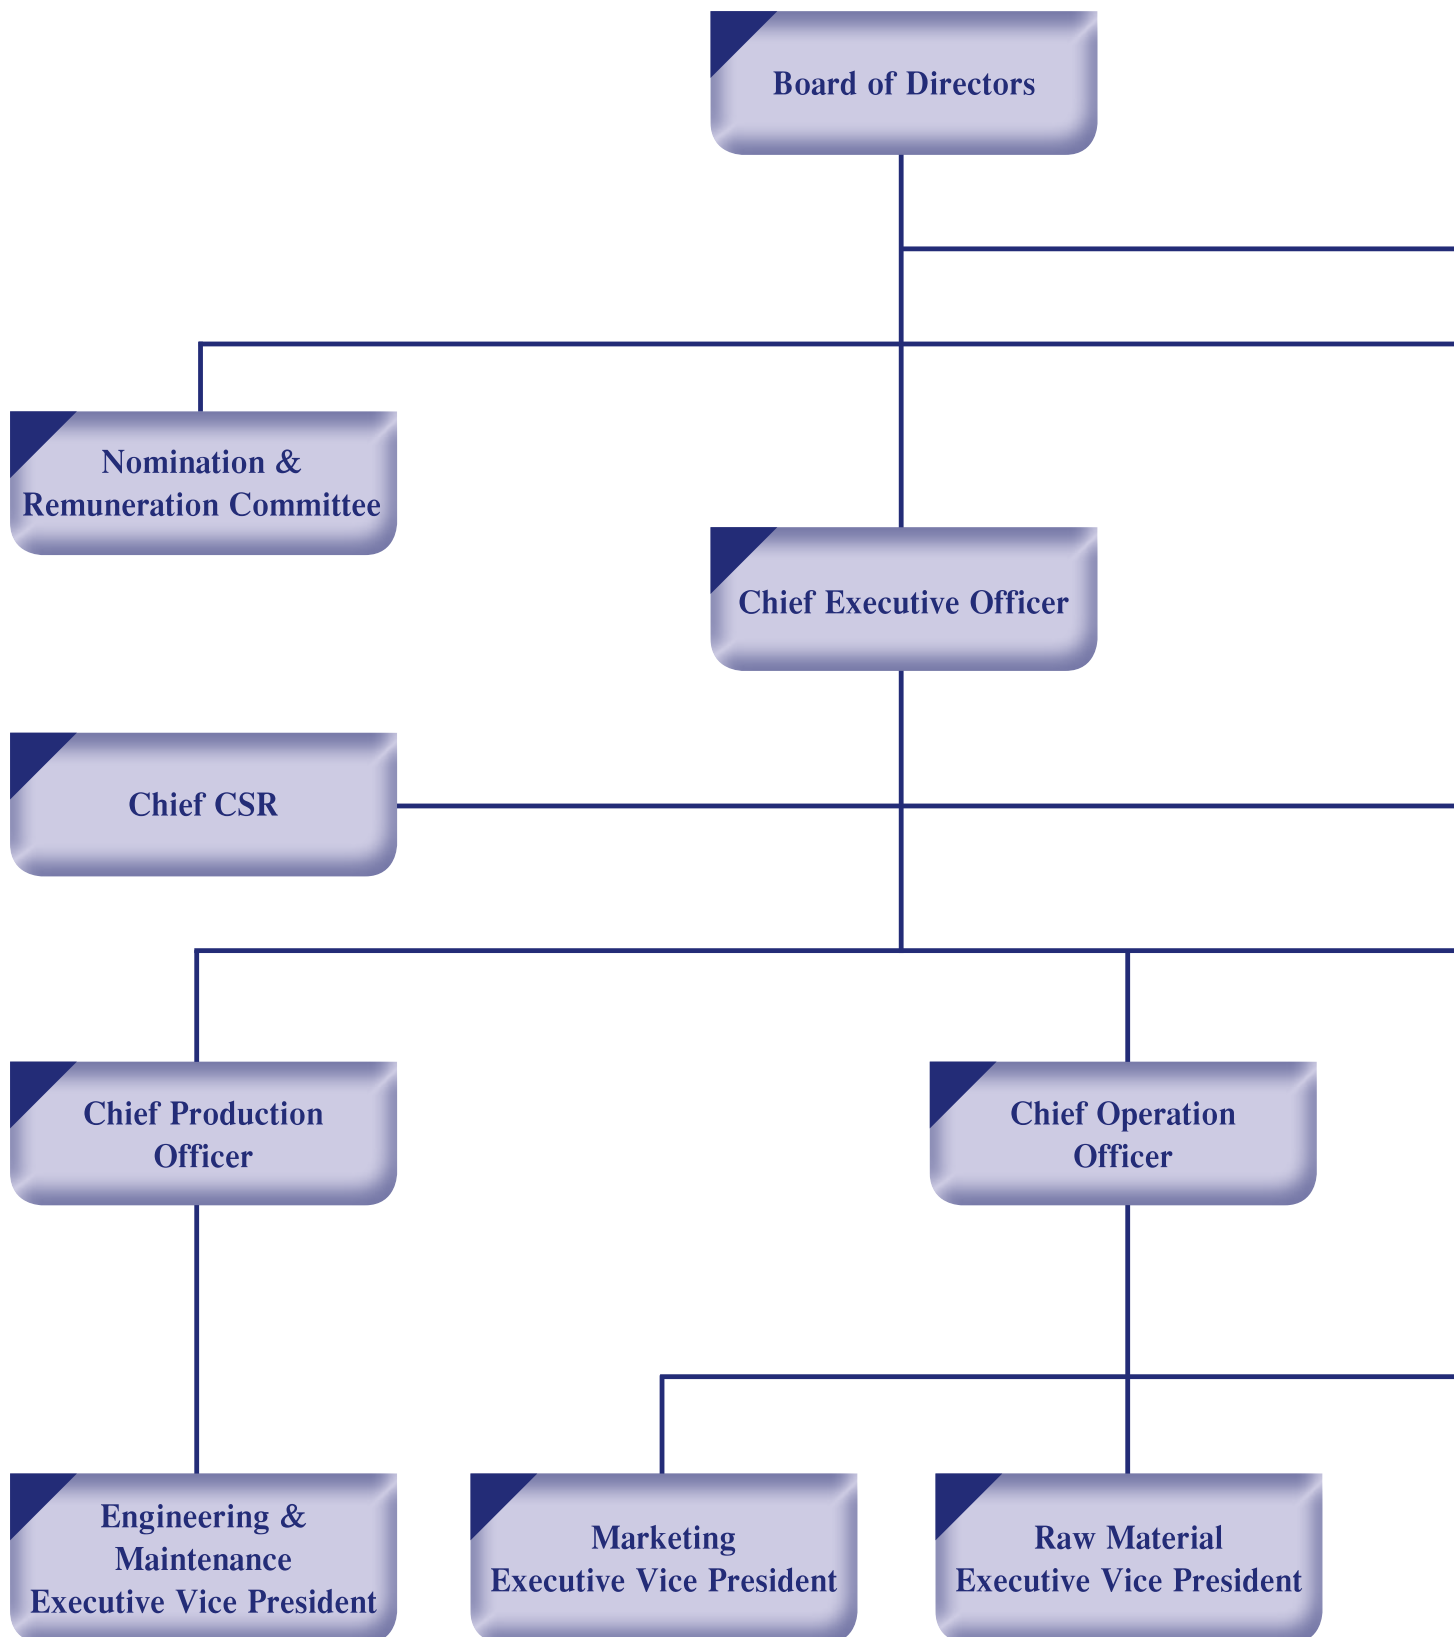 Board of Directors
Nomination &
Remuneration Committee
Chief Executive Officer
Chief CSR
Chief Production
Officer
Chief Operation
Officer
Engineering &
Maintenance
Executive Vice President
Marketing
Executive Vice President
Raw Material
Executive Vice President